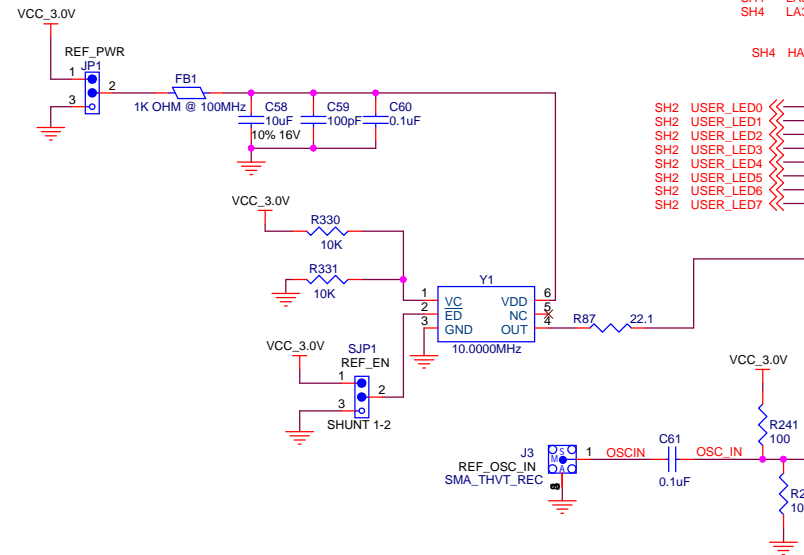 VCC_3.0V
REF_PWR
JP1
1
2
3
FB1
1K OHM @ 100MHz
C58
10uF
10% 16V
C59
100pF
C60
0.1uF
SH4 LA3
SH4 HA
SH2 USER_LED0
SH2 USER_LED1
SH2 USER_LED2
SH2 USER_LED3
SH2 USER_LED4
SH2 USER_LED5
SH2 USER_LED6
SH2 USER_LED7
VCC_3.0V
R330
10K
R331
10K
Y1
1 VC VDD 6
2 ED NC 5
3 GND OUT 4
10.0000MHz
R87 22.1
VCC_3.0V
SJP1
REF_EN
1
2
3
SHUNT 1-2
VCC_3.0V
R241
100
J3
REF_OSC_IN
SMA_THVT_REC
S
M
A
1
OSCIN
C61
0.1uF
OSC_IN
R2
10